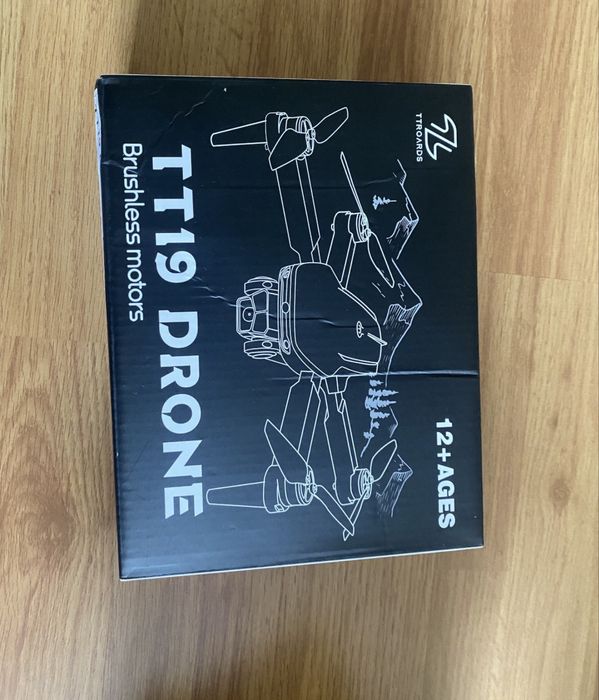 TTROARDS
12+AGES
TT19 DRONE
Brushless motors